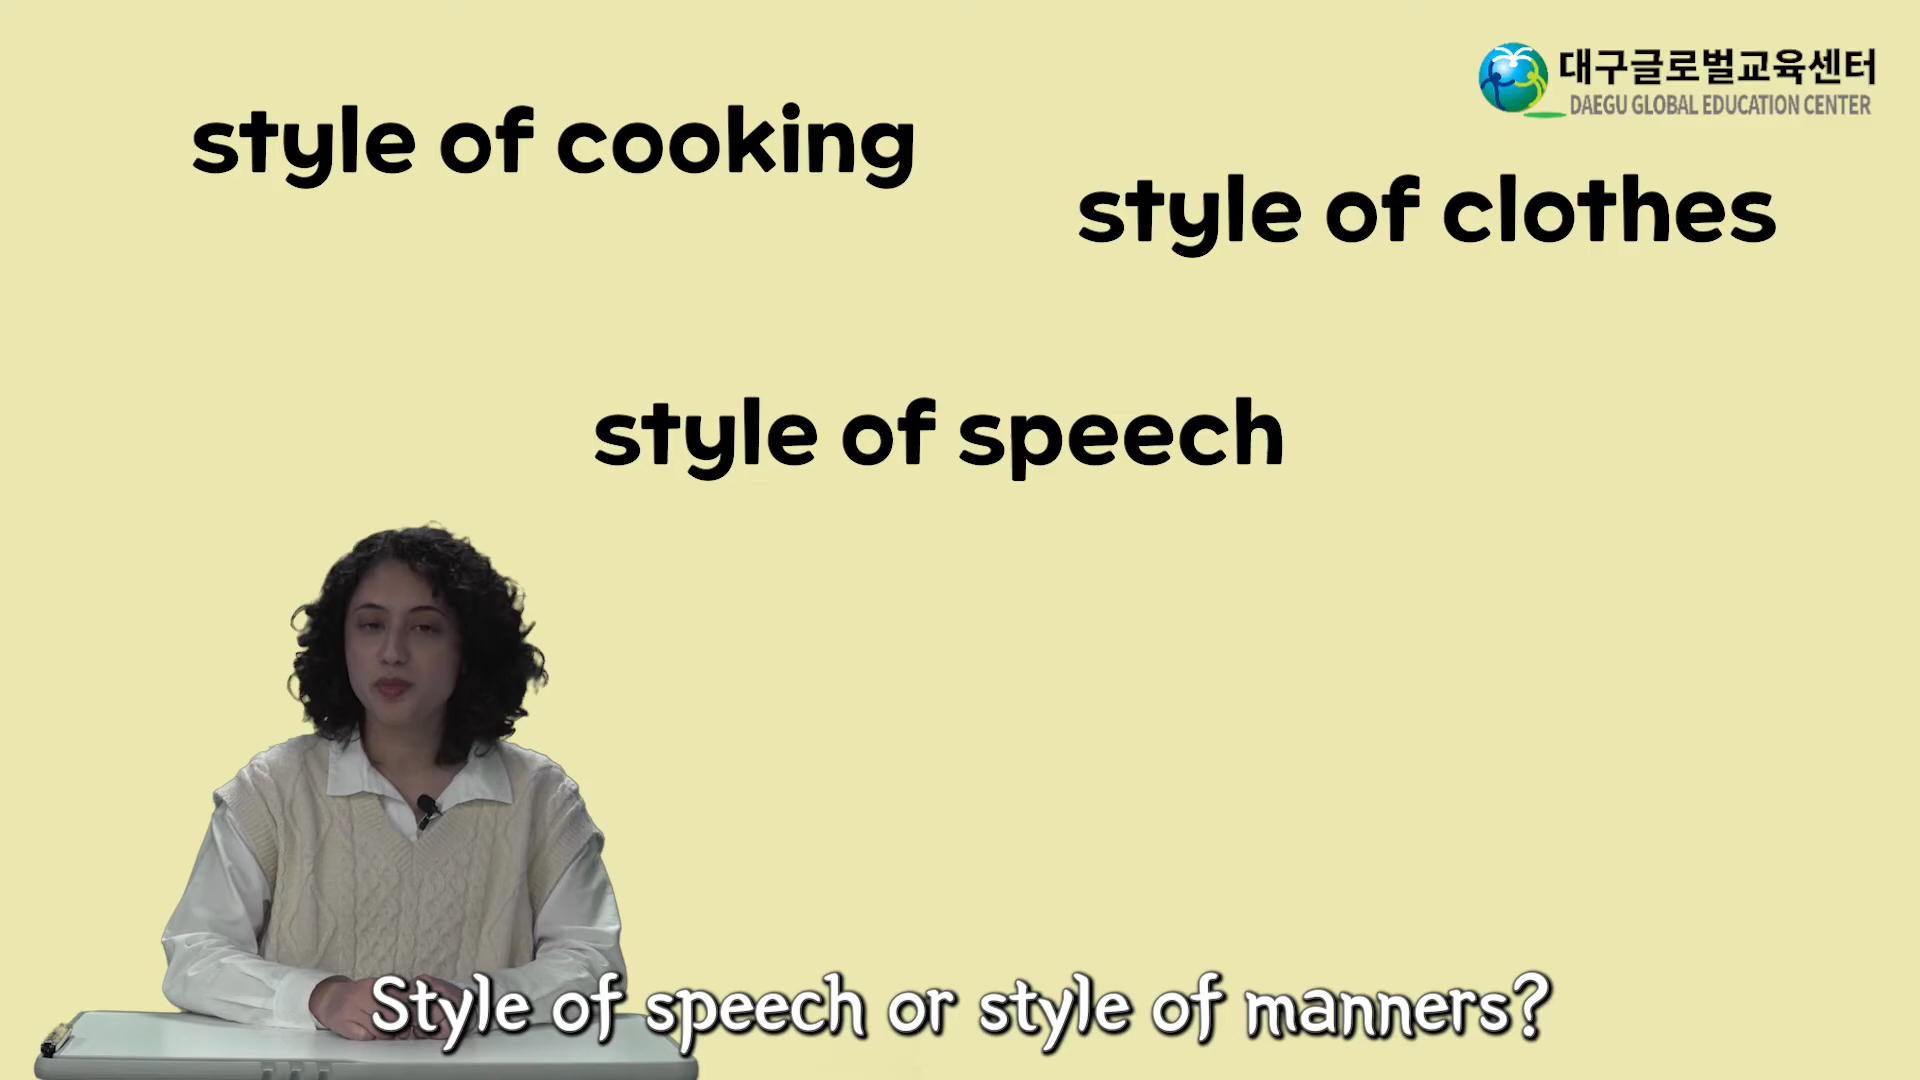 대구글로벌교육센터
DAEGU GLOBAL EDUCATION CENTER
style of cooking
style of clothes
style of speech
Style of speech or style of manners?